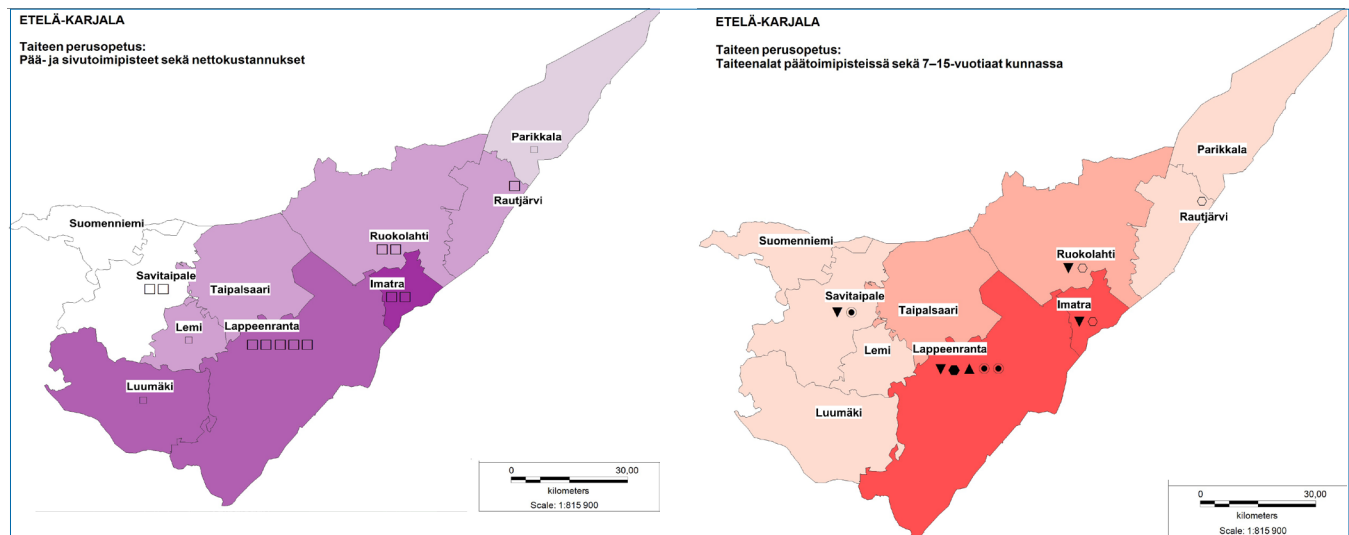 ETELÄ-KARJALA
Taiteen perusopetus:
Pää- ja sivutoimipisteet sekä nettokustannukset
Parikkala
Rautjärvi
Suomenniemi
Ruokolahti
Savitaipale
Imatra
Taipalsaari
Lemi
Lappeenranta
Luumäki
0 30,00
kilometers
Scale: 1:815 900
ETELÄ-KARJALA
Taiteen perusopetus:
Taiteenalat päätoimipisteissä sekä 7–15-vuotiaat kunnassa
Parikkala
Rautjärvi
Suomenniemi
Ruokolahti
Savitaipale
Imatra
Taipalsaari
Lappeenranta
Lemi
Luumäki
0 30,00
kilometers
Scale: 1:815 900